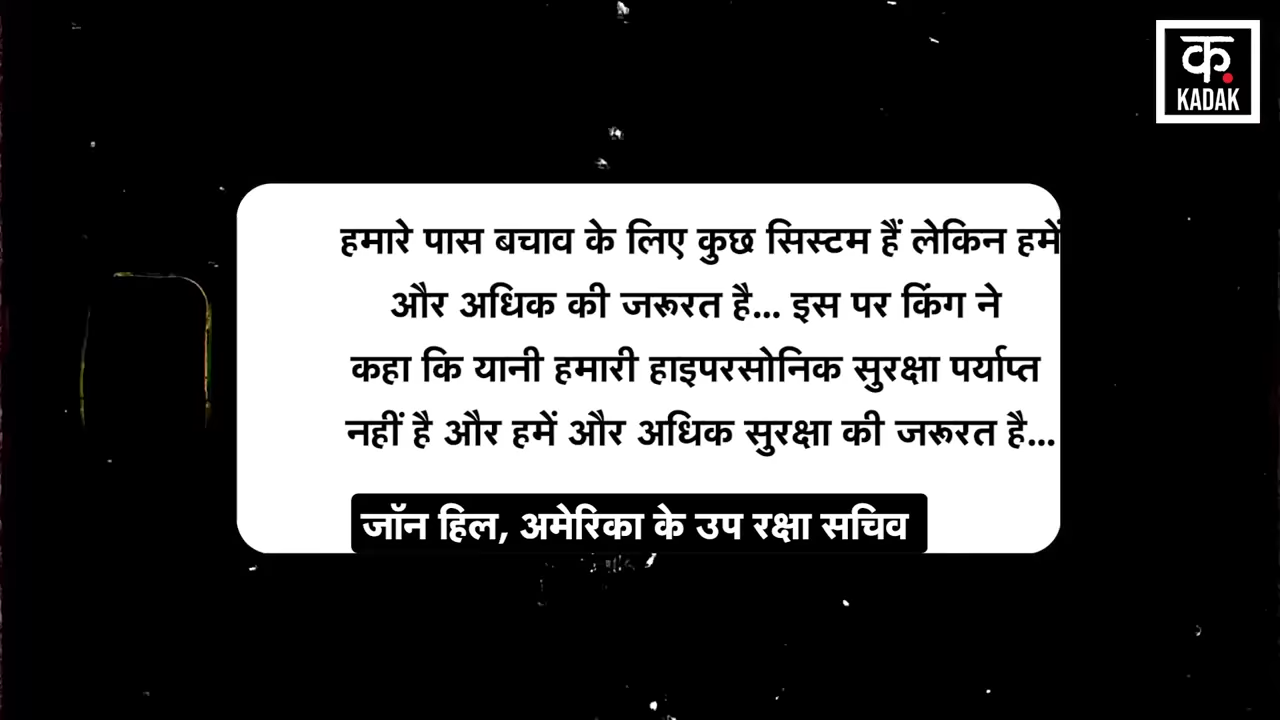 क.
KADAK
हमारे पास बचाव के लिए कुछ सिस्टम हैं लेकिन हमें
और अधिक की जरूरत है... इस पर किंग ने
कहा कि यानी हमारी हाइपरसोनिक सुरक्षा पर्याप्त
नहीं है और हमें और अधिक सुरक्षा की जरूरत है...
जॉन हिल, अमेरिका के उप रक्षा सचिव